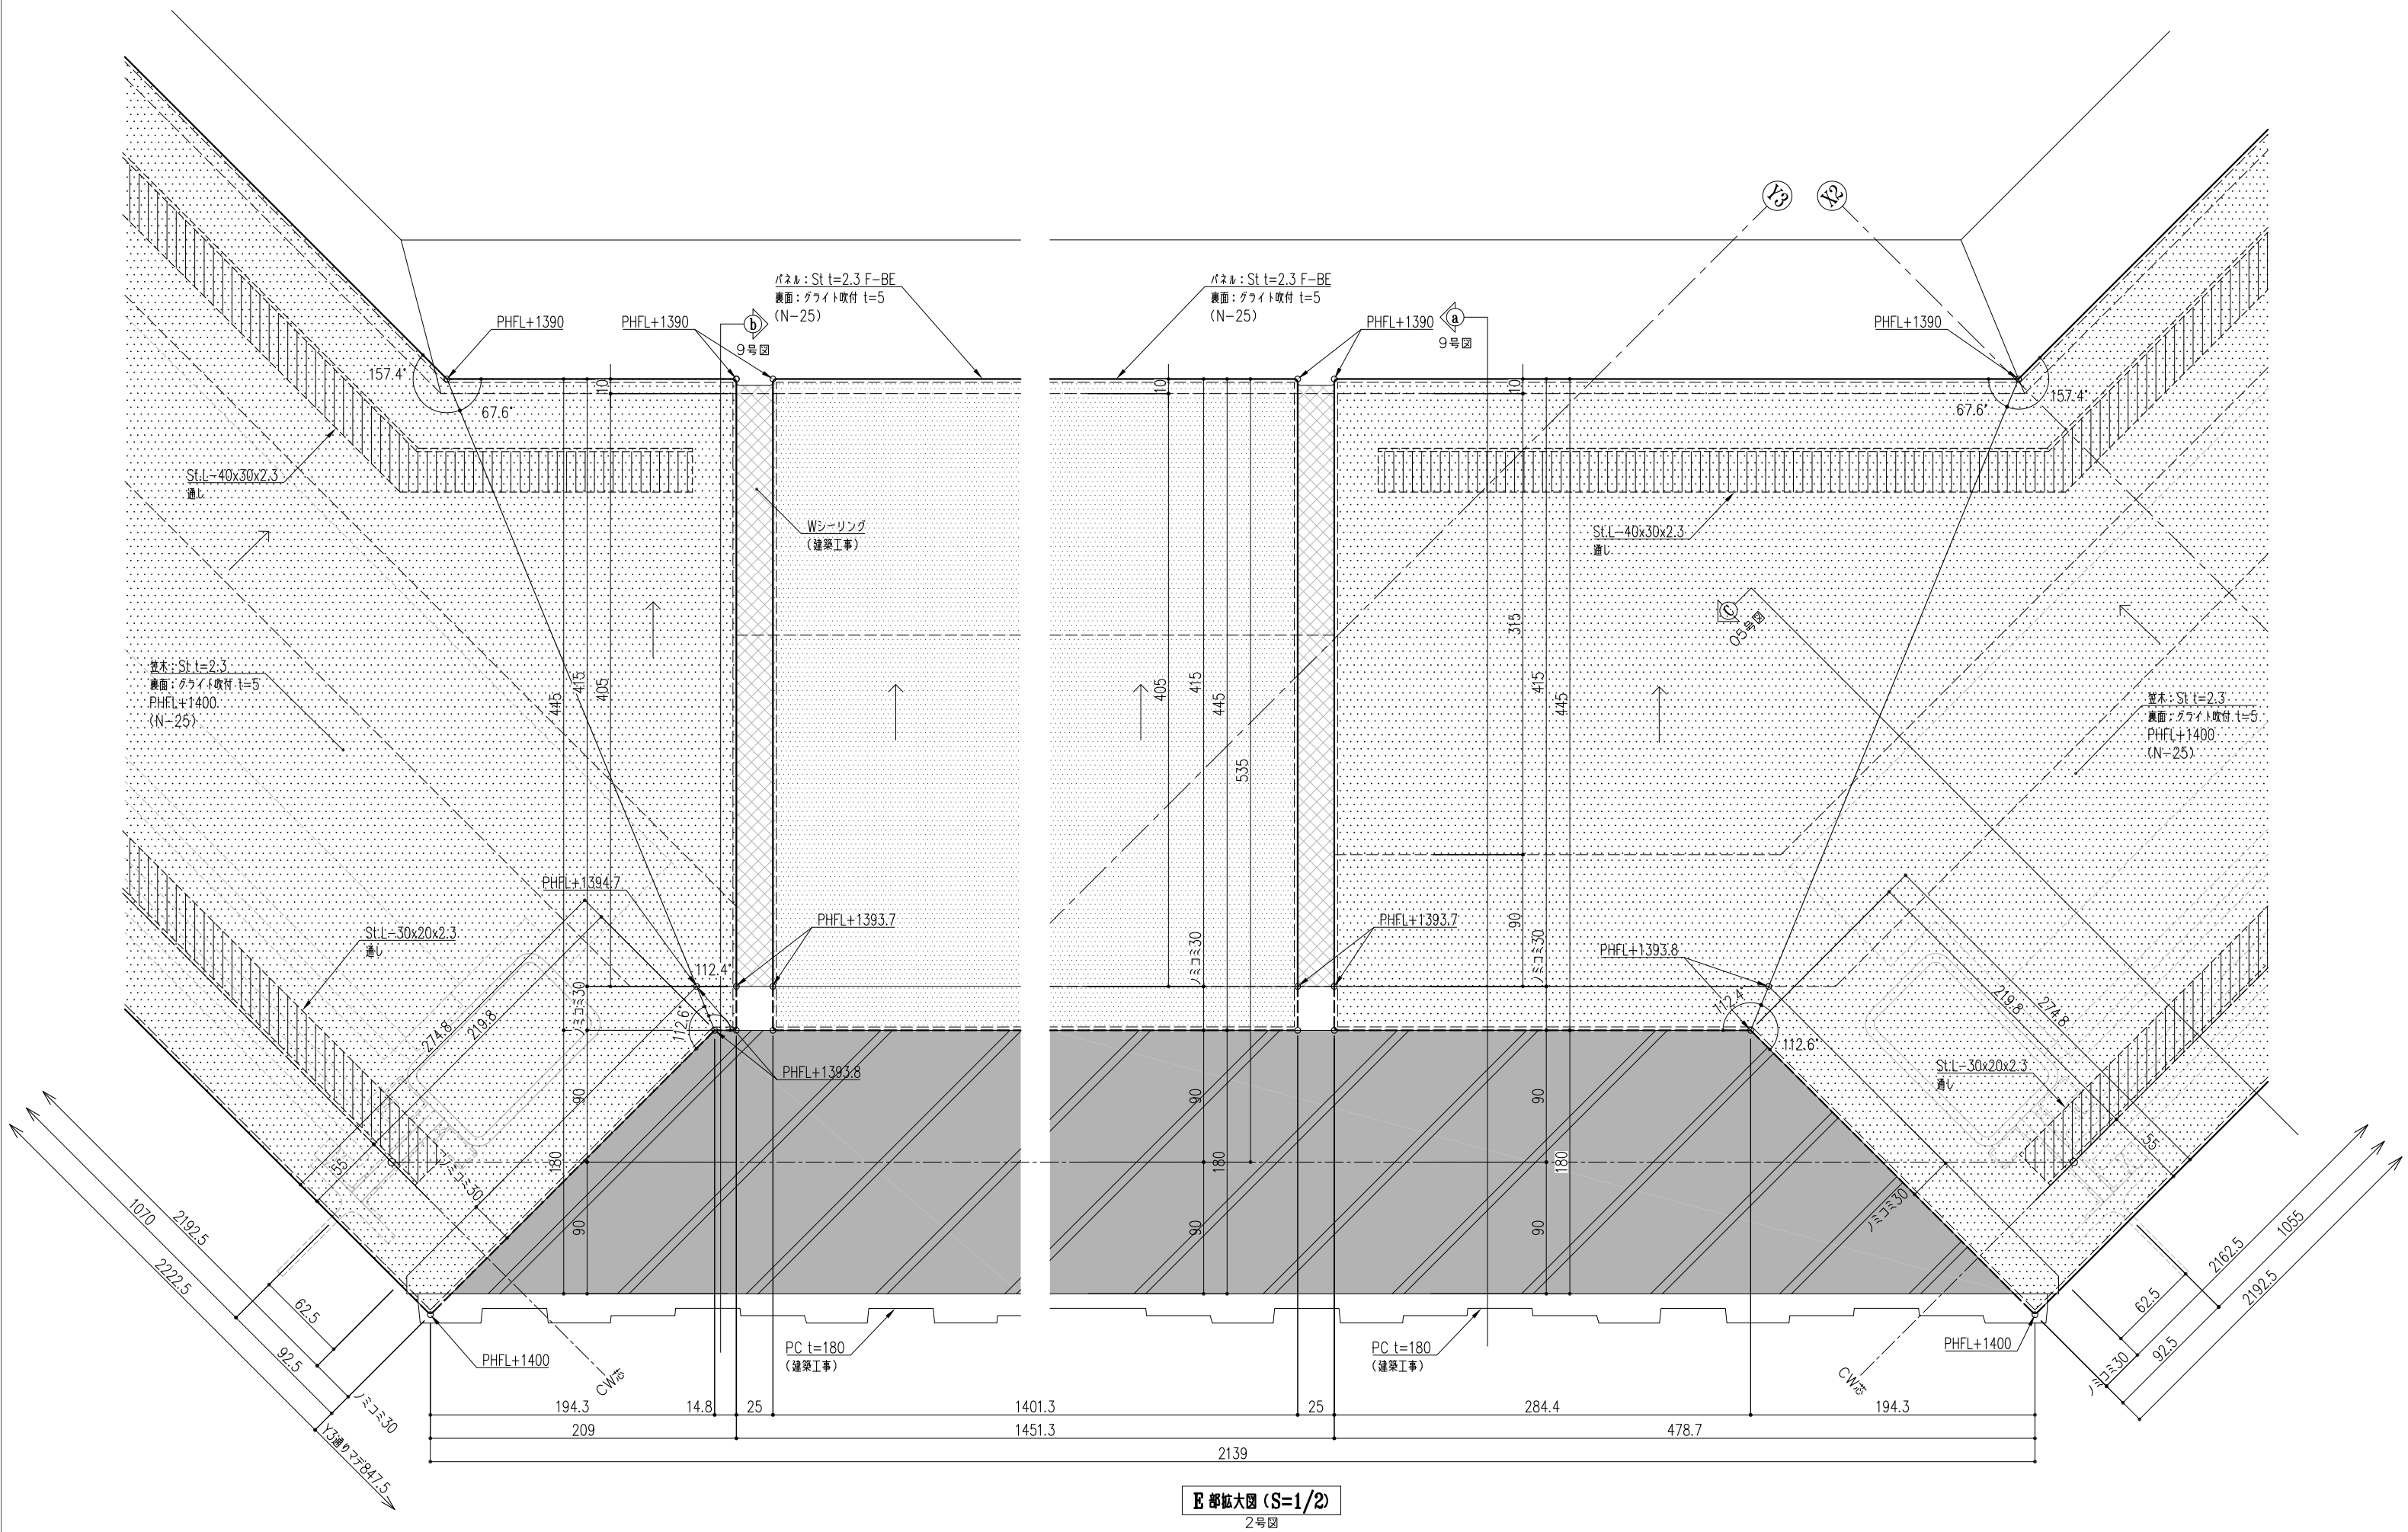 Y3
X2
パネル：St t=2.3 F-BE
裏面：グライト吹付 t=5
(N-25)
パネル：St t=2.3 F-BE
裏面：グライト吹付 t=5
(N-25)
PHFL+1390
PHFL+1390
b
9号図
PHFL+1390
a
9号図
PHFL+1390
157.4°
67.6°
10
10
10
67.6°
157.4°
St.L-40x30x2.3
通し
Wシーリング
(建築工事)
St.L-40x30x2.3
通し
c
05号図
笠木：St t=2.3
裏面：グライト吹付 t=5
PHFL+1400
(N-25)
445
415
405
405
415
445
535
315
415
445
笠木：St t=2.3
裏面：グライト吹付 t=5
PHFL+1400
(N-25)
PHFL+1394.7
PHFL+1393.7
PHFL+1393.7
90
PHFL+1393.8
St.L-30x20x2.3
通し
112.4°
ノミコミ30
ノミコミ30
ノミコミ30
112.4°
274.8
219.8
112.6°
219.8
274.8
112.6°
PHFL+1393.8
St.L-30x20x2.3
通し
90
90
90
180
180
180
55
ノミコミ30
55
ノミコミ30
90
90
90
1070
2192.5
2222.5
62.5
92.5
ノミコミ30
Y3通りマデ847.5
CW芯
CW芯
1055
2162.5
2192.5
62.5
92.5
ノミコミ30
PHFL+1400
PC t=180
(建築工事)
PC t=180
(建築工事)
PHFL+1400
194.3
14.8
25
1401.3
25
284.4
194.3
209
1451.3
478.7
2139
E 部拡大図 (S=1/2)
2号図